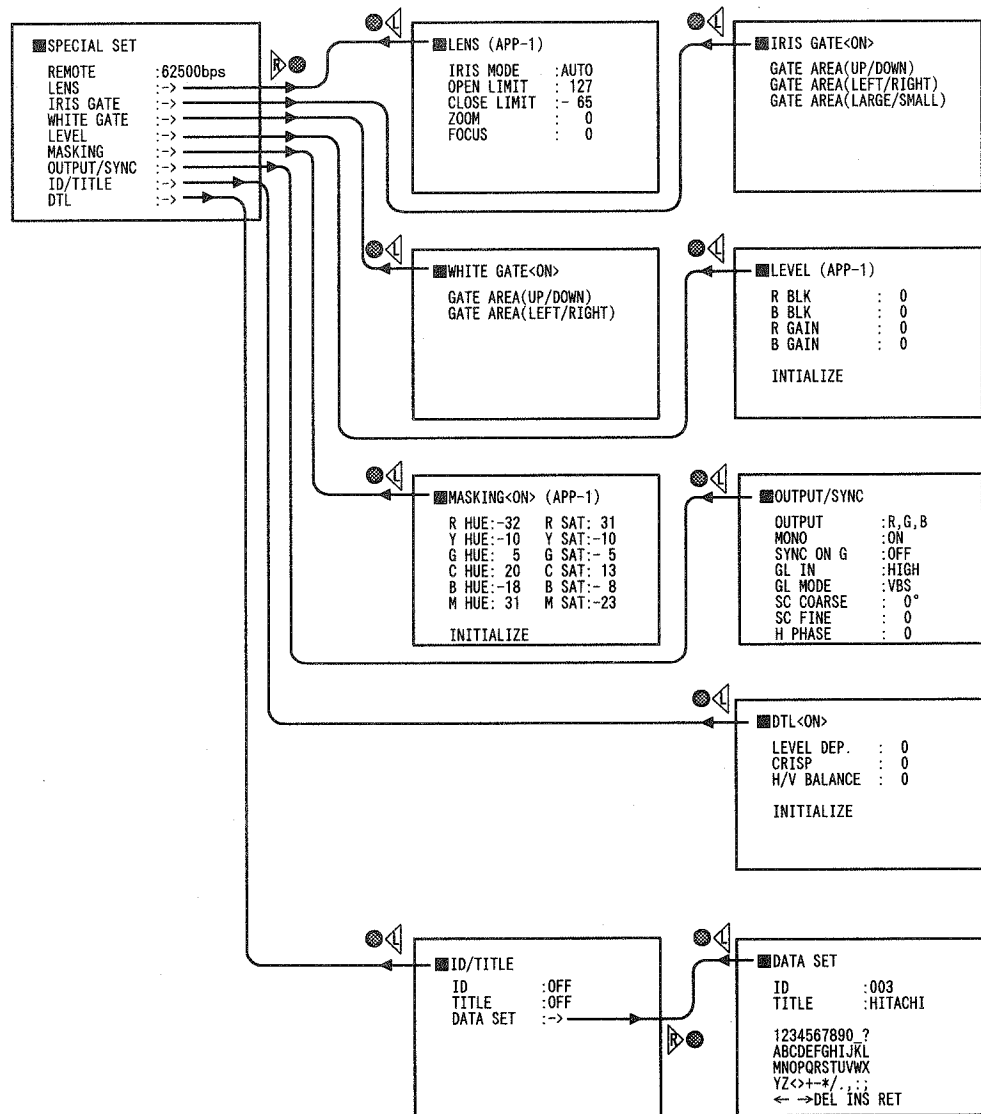 ■SPECIAL SET
REMOTE :62500bps
LENS :->
IRIS GATE :->
WHITE GATE :->
LEVEL :->
MASKING :->
OUTPUT/SYNC :->
ID/TITLE :->
DTL :->
R
L
■LENS (APP-1)
IRIS MODE :AUTO
OPEN LIMIT : 127
CLOSE LIMIT :- 65
ZOOM : 0
FOCUS : 0
L
■IRIS GATE<ON>
GATE AREA(UP/DOWN)
GATE AREA(LEFT/RIGHT)
GATE AREA(LARGE/SMALL)
L
■WHITE GATE<ON>
GATE AREA(UP/DOWN)
GATE AREA(LEFT/RIGHT)
L
■LEVEL (APP-1)
R BLK : 0
B BLK : 0
R GAIN : 0
B GAIN : 0
INTIALIZE
L
■MASKING<ON> (APP-1)
R HUE:-32 R SAT: 31
Y HUE:-10 Y SAT:-10
G HUE: 5 G SAT:- 5
C HUE: 20 C SAT: 13
B HUE:-18 B SAT:- 8
M HUE: 31 M SAT:-23
INITIALIZE
L
■OUTPUT/SYNC
OUTPUT :R,G,B
MONO :ON
SYNC ON G :OFF
GL IN :HIGH
GL MODE :VBS
SC COARSE : 0°
SC FINE : 0
H PHASE : 0
L
■DTL<ON>
LEVEL DEP. : 0
CRISP : 0
H/V BALANCE : 0
INITIALIZE
L
■ID/TITLE
ID :OFF
TITLE :OFF
DATA SET :->
R
L
■DATA SET
ID :003
TITLE :HITACHI
1234567890_?
ABCDEFGHIJKL
MNOPQRSTUVWX
YZ<>+-*/.,:;
← →DEL INS RET